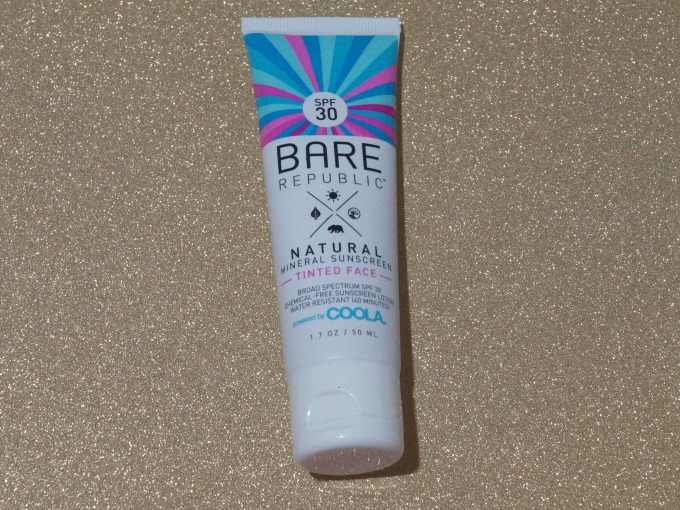 SPF
30
BARE
REPUBLIC™
NATURAL
MINERAL SUNSCREEN
TINTED FACE
BROAD SPECTRUM SPF 30
CHEMICAL-FREE SUNSCREEN LOTION
WATER RESISTANT (40 MINUTES)
powered by COOLA.
1.7 OZ / 50 ML